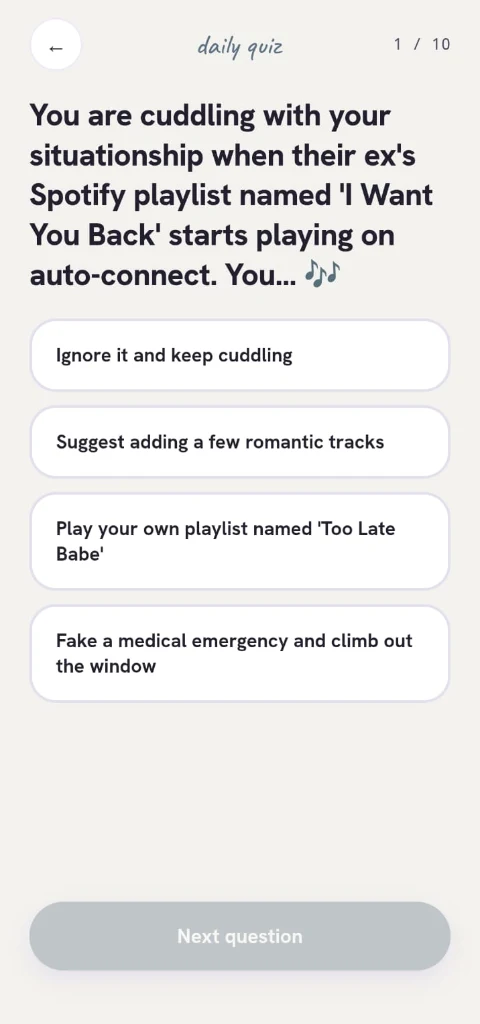 ←
daily quiz
1 / 10
You are cuddling with your
situationship when their ex's
Spotify playlist named 'I Want
You Back' starts playing on
auto-connect. You... 🎶
Ignore it and keep cuddling
Suggest adding a few romantic tracks
Play your own playlist named 'Too Late
Babe'
Fake a medical emergency and climb out
the window
Next question